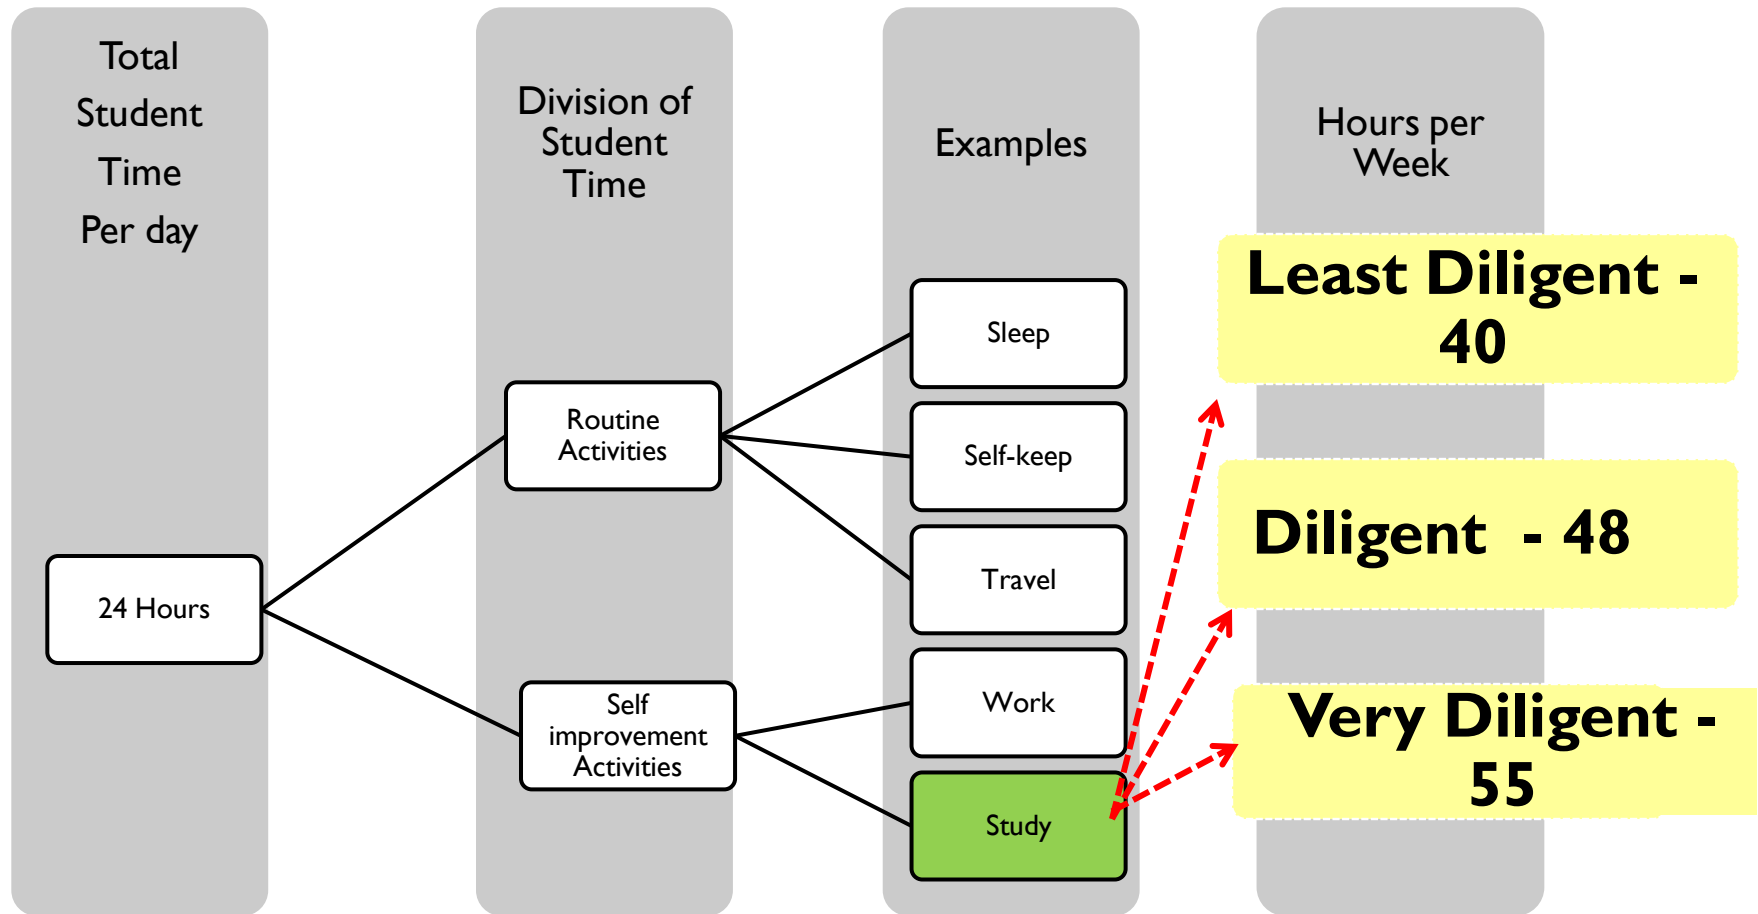 Total
Student
Time
Per day
24 Hours
Division of
Student
Time
Routine
Activities
Self
improvement
Activities
Examples
Sleep
Self-keep
Travel
Work
Study
Hours per
Week
Least Diligent -
40
Diligent - 48
Very Diligent -
55